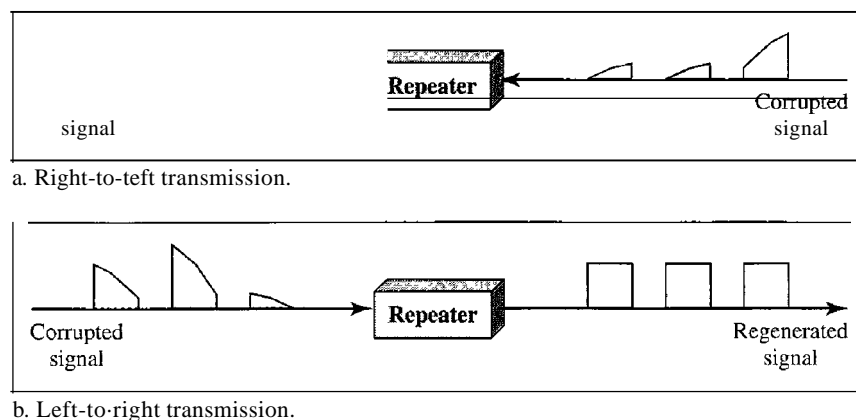 Repeater
Corrupted
signal
signal
a. Right-to-teft transmission.
Repeater
Corrupted
signal
Regenerated
signal
b. Left-to·right transmission.